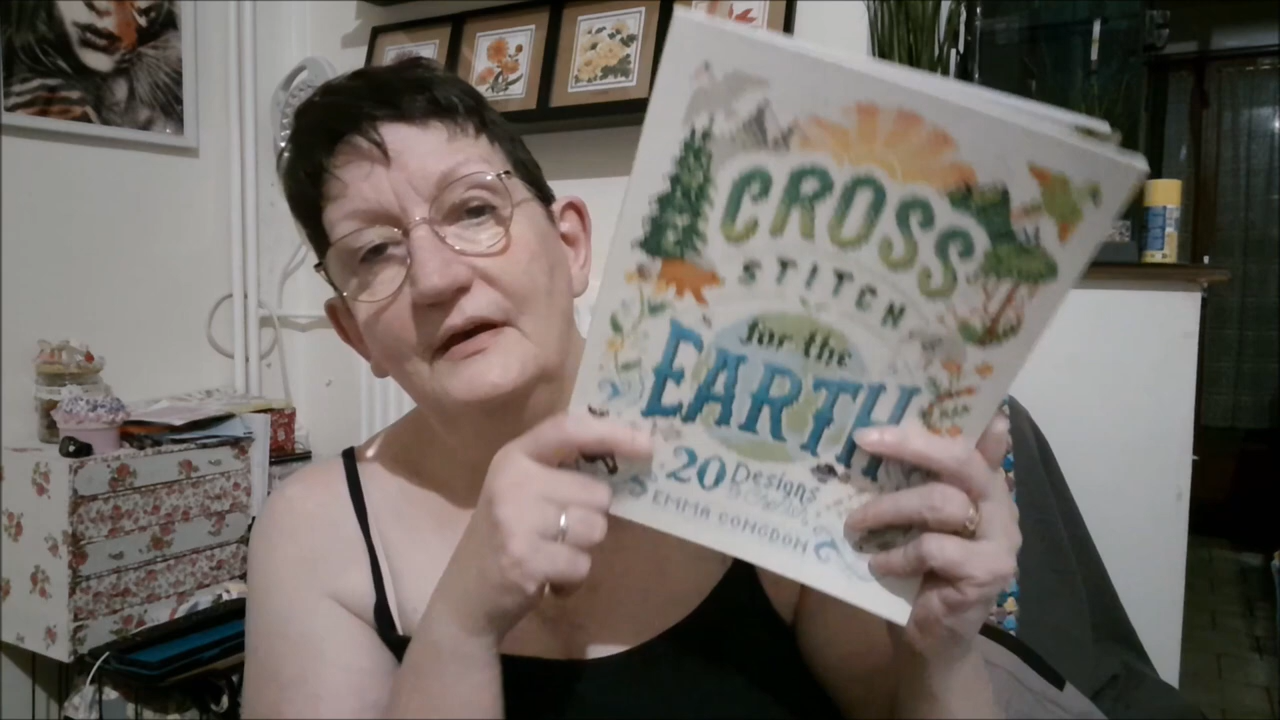 CROSS
STITCH
for the
EARTH
20 Designs
EMMA CONGDON